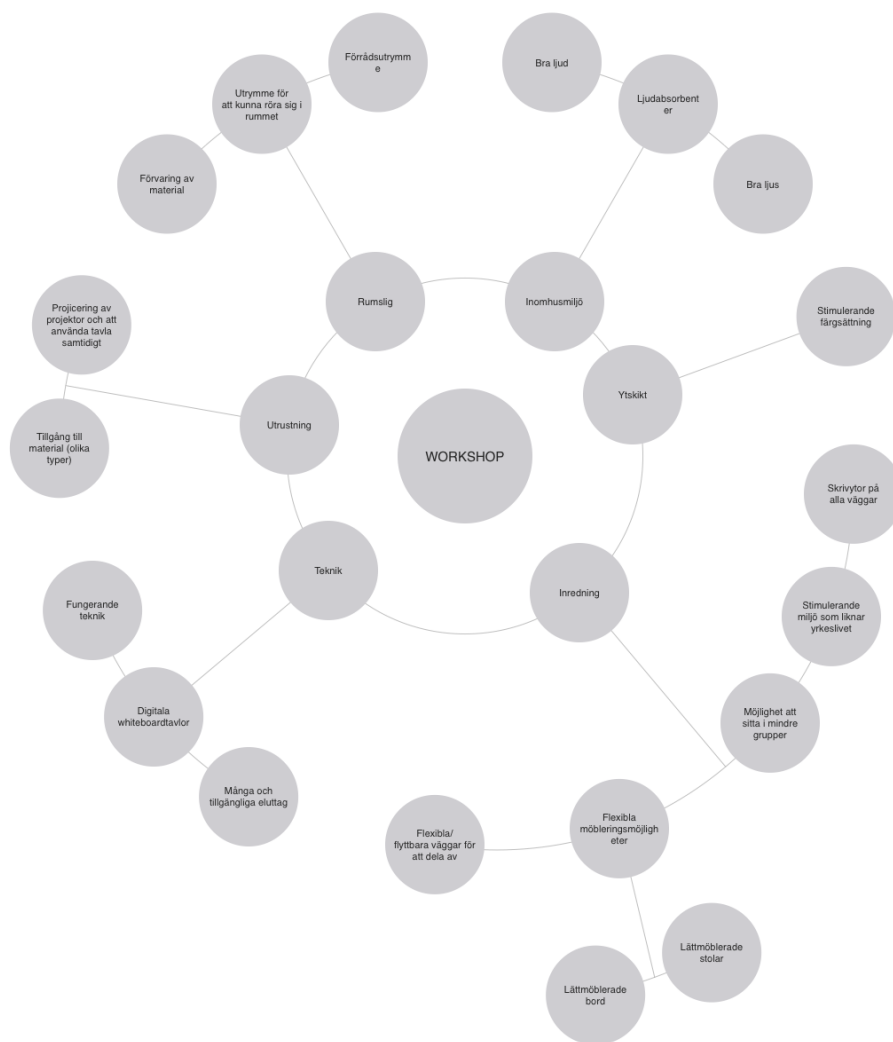 Förrådsutrymm
e
Bra ljud
Utrymme för
att kunna röra sig i
rummet
Ljudabsorbent
er
Förvaring av
material
Bra ljus
Rumslig
Inomhusmiljö
Projicering av
projektor och att
använda tavla
samtidigt
Stimulerande
färgsättning
Ytskikt
Utrustning
Tillgång till
material (olika
typer)
WORKSHOP
Skrivytor på
alla väggar
Teknik
Inredning
Fungerande
teknik
Stimulerande
miljö som liknar
yrkeslivet
Digitala
whiteboardtavlor
Möjlighet att
sitta i mindre
grupper
Många och
tillgängliga eluttag
Flexibla
möbleringsmöjligh
eter
Flexibla/
flyttbara väggar för
att dela av
Lättmöblerade
stolar
Lättmöblerade
bord